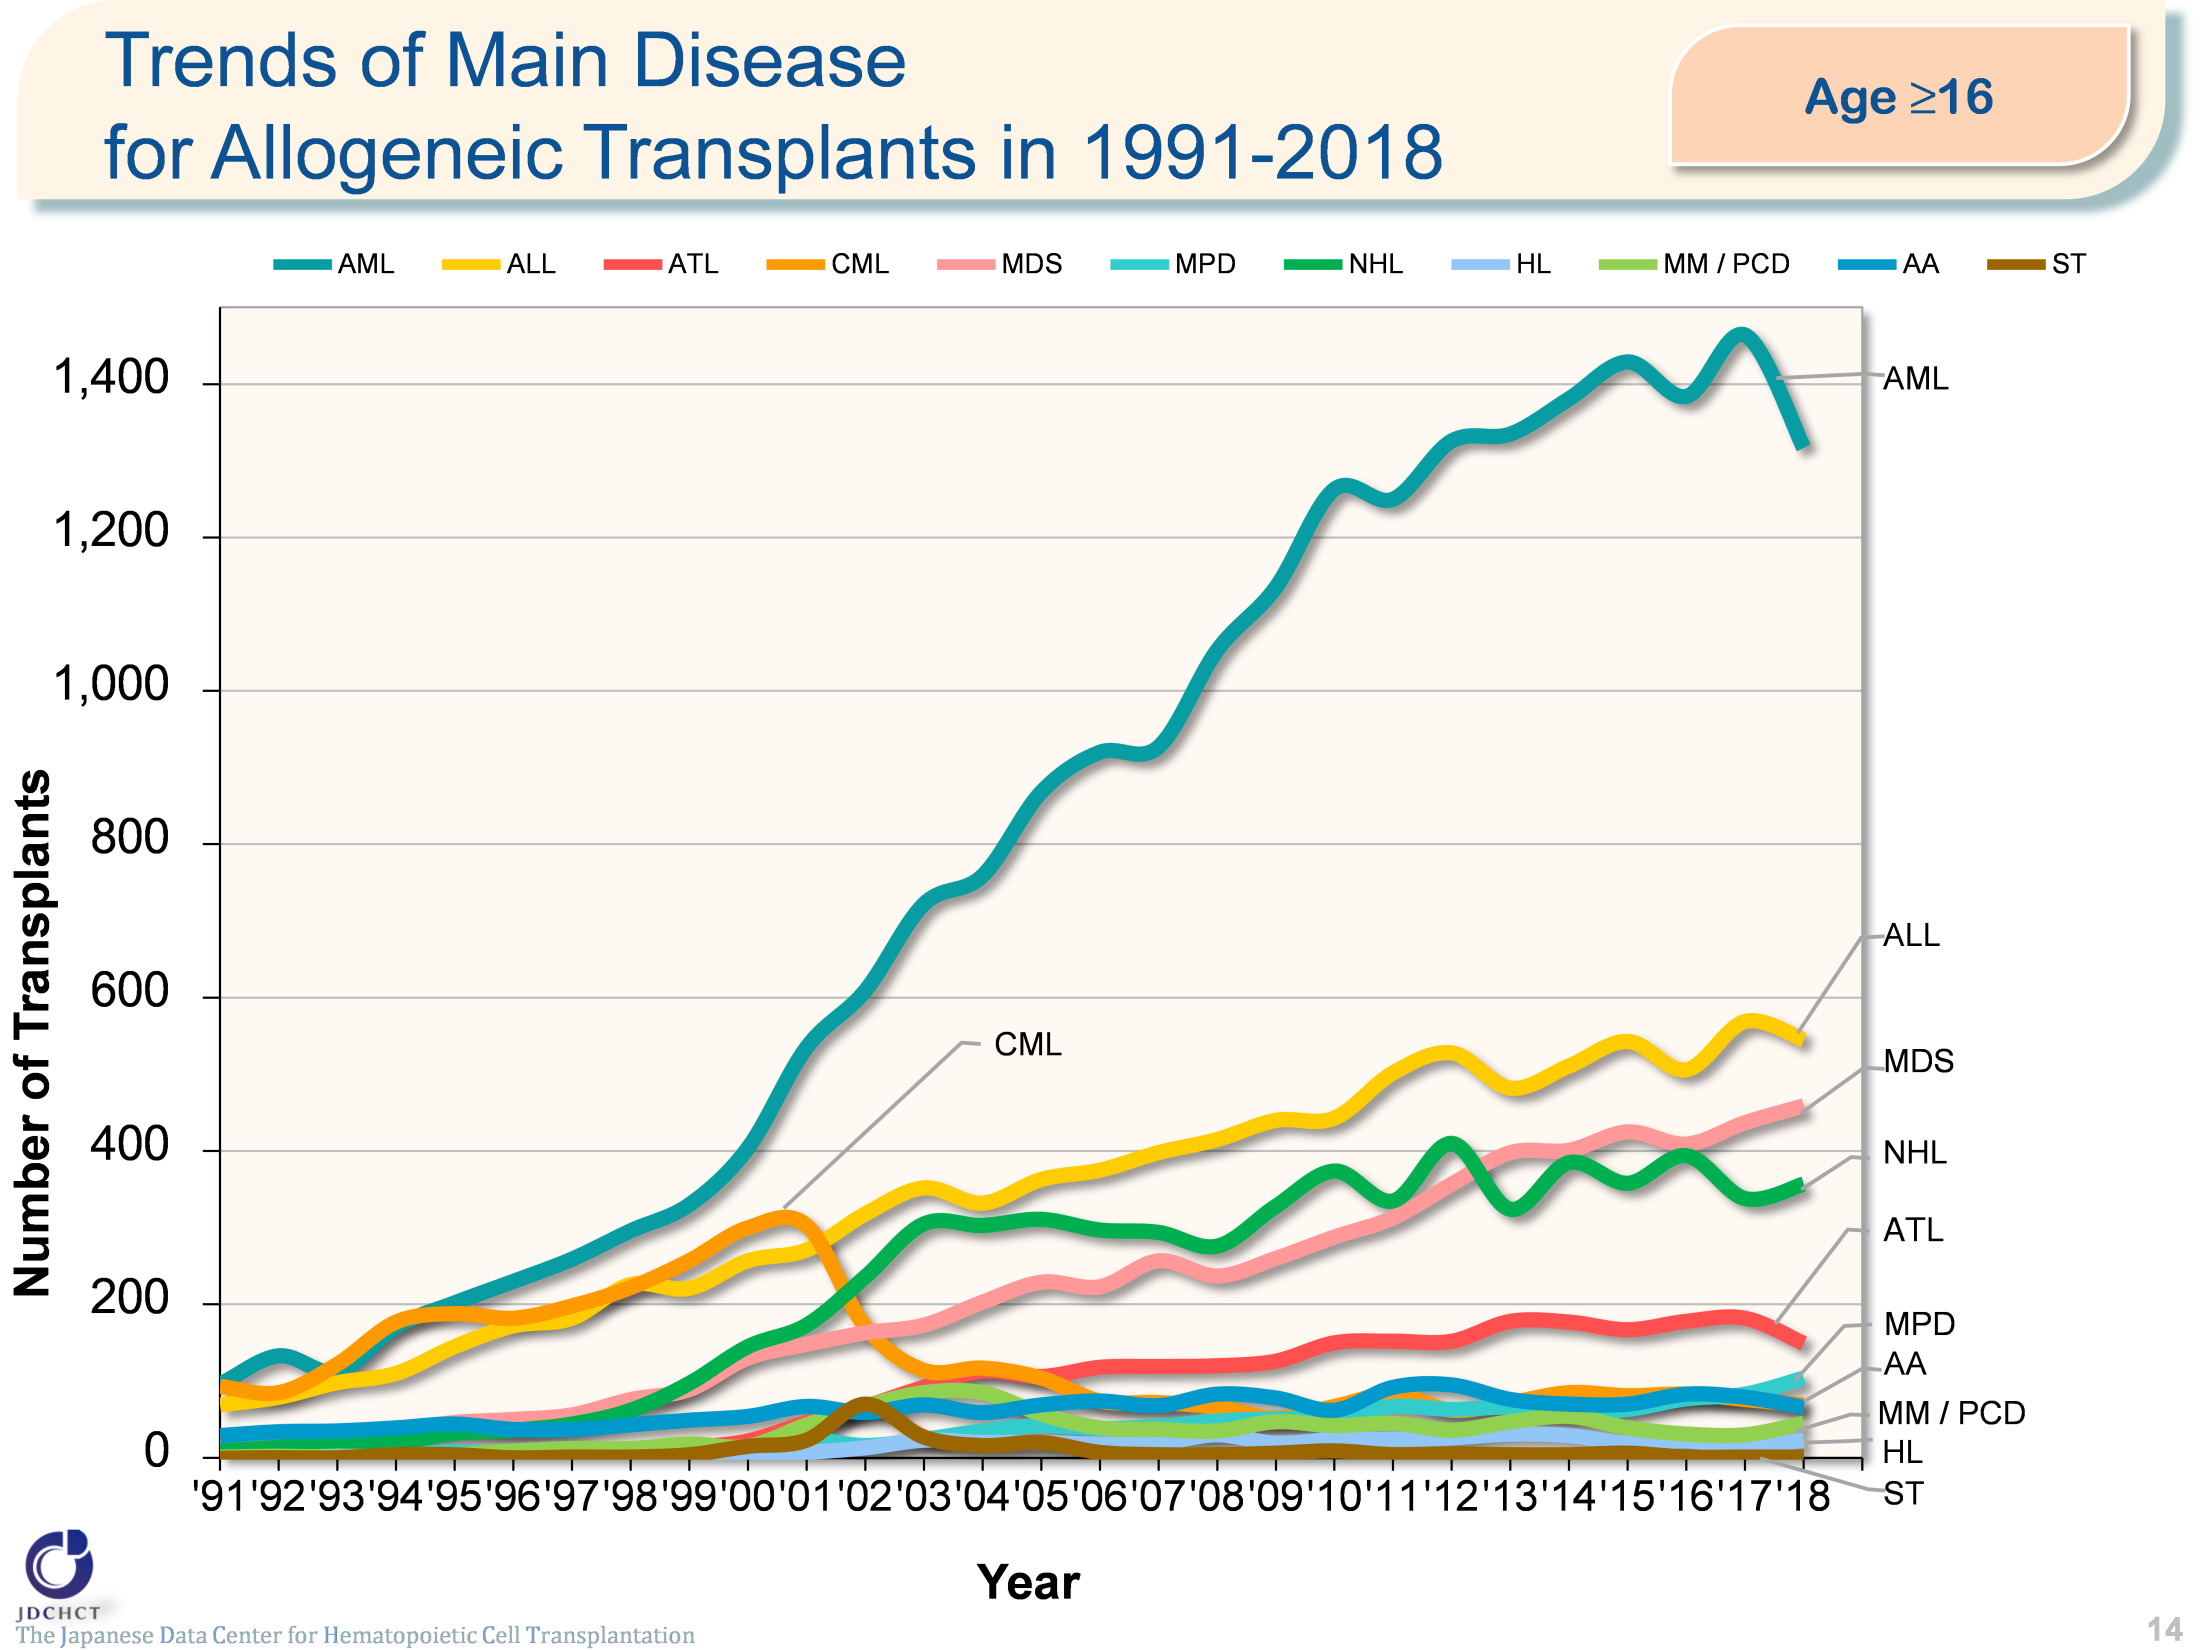 Trends of Main Disease
for Allogeneic Transplants in 1991-2018
Age ≥16
AML ALL ATL CML MDS MPD NHL HL MM / PCD AA ST
1,400
1,200
1,000
800
600
400
200
0
Number of Transplants
AML
ALL
CML
MDS
NHL
ATL
MPD
AA
MM / PCD
HL
ST
'91 '92 '93 '94 '95 '96 '97 '98 '99 '00 '01 '02 '03 '04 '05 '06 '07 '08 '09 '10 '11 '12 '13 '14 '15 '16 '17 '18
Year
JDCHCT
The Japanese Data Center for Hematopoietic Cell Transplantation
14